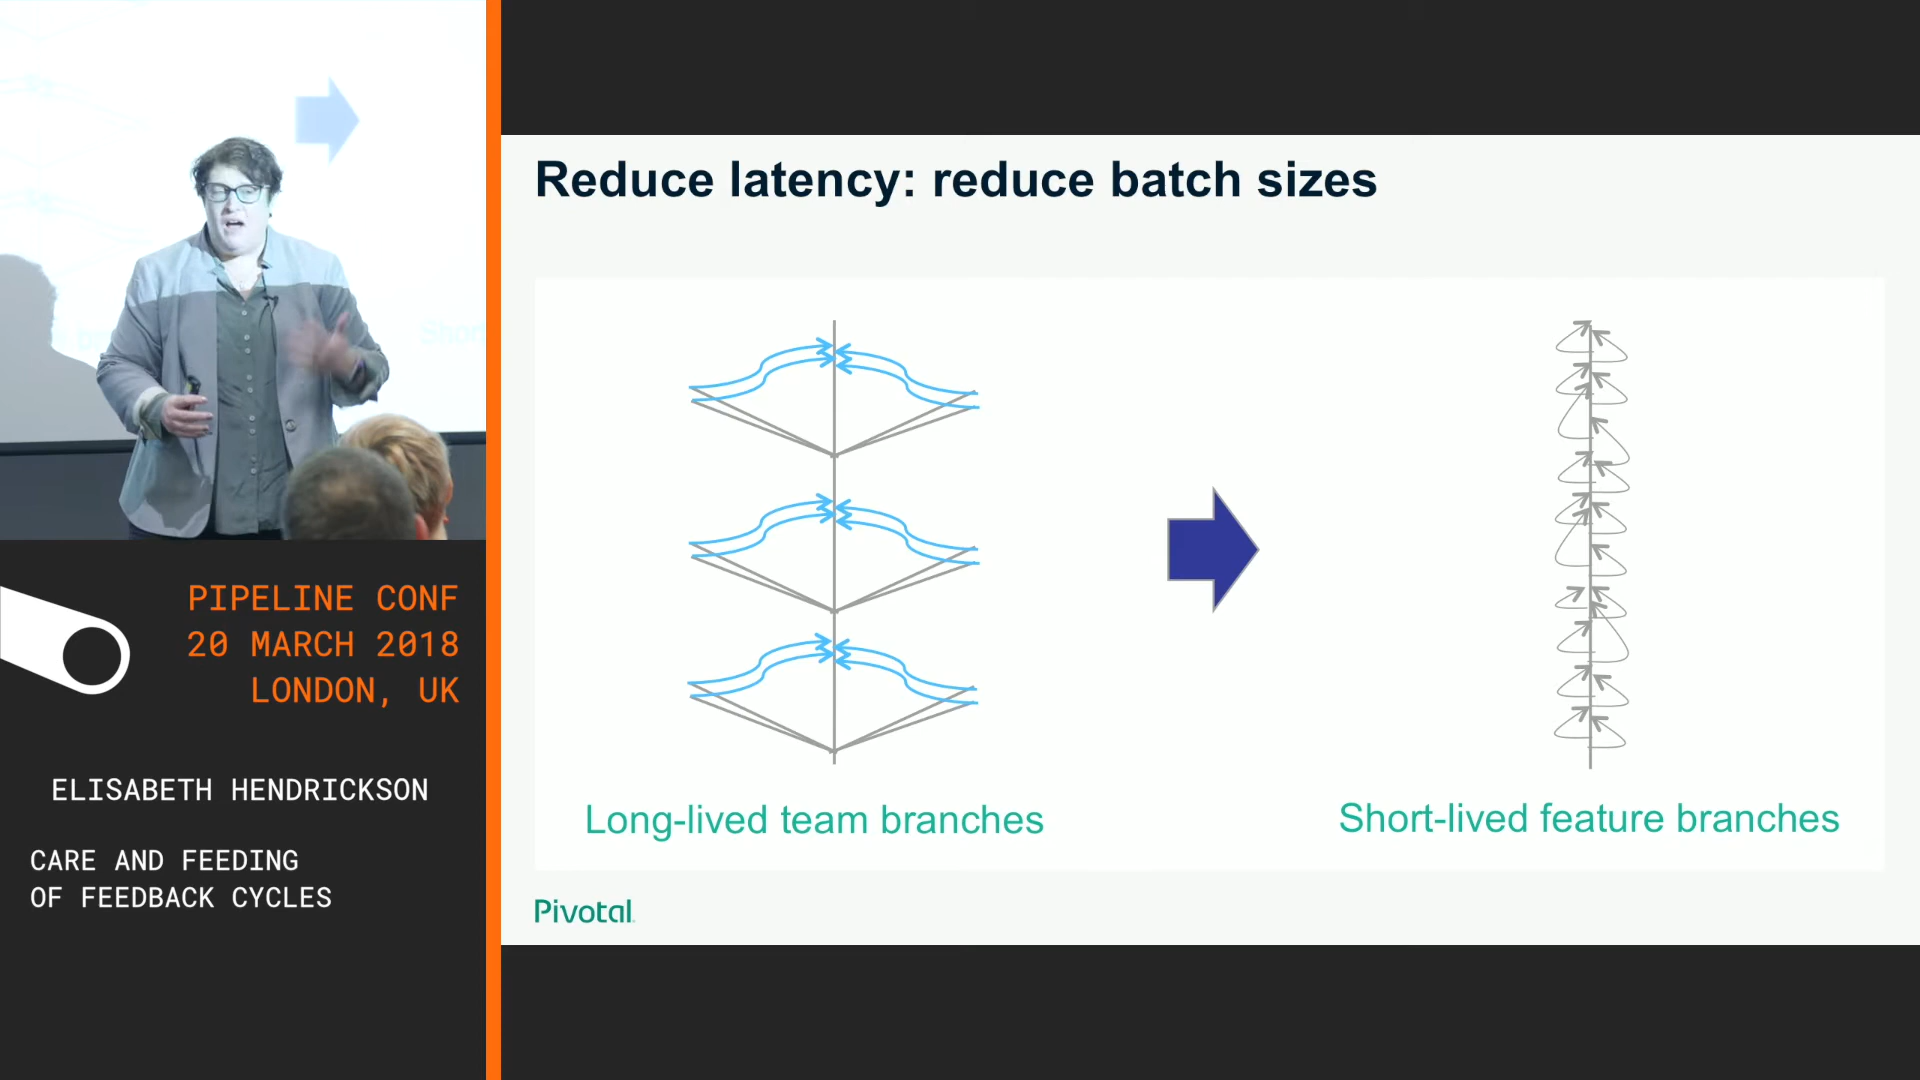 Reduce latency: reduce batch sizes
Long-lived team branches
Short-lived feature branches
Pivotal
Short
PIPELINE CONF
20 MARCH 2018
LONDON, UK
ELISABETH HENDRICKSON
CARE AND FEEDING
OF FEEDBACK CYCLES